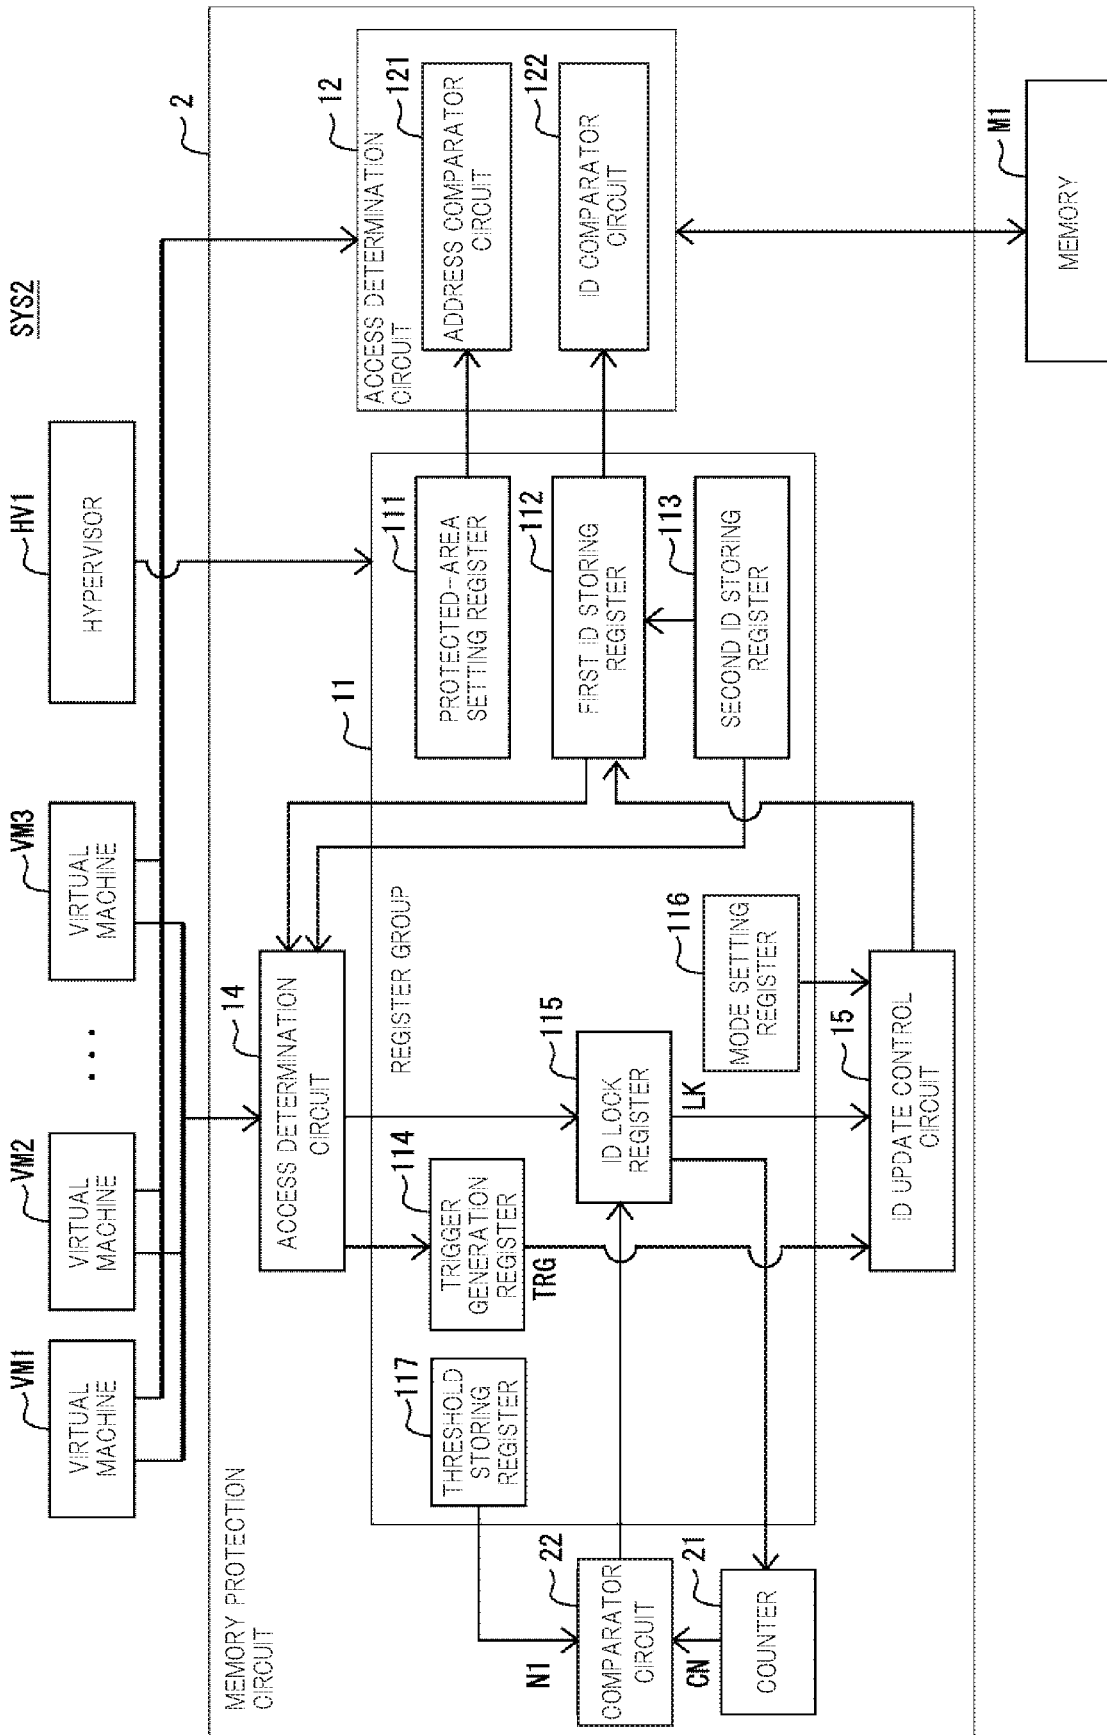 SYS2
VM1
VIRTUAL
MACHINE
VM2
VIRTUAL
MACHINE
...
VM3
VIRTUAL
MACHINE
HV1
HYPERVISOR
2
MEMORY PROTECTION
CIRCUIT
14
ACCESS DETERMINATION
CIRCUIT
11
REGISTER GROUP
117
THRESHOLD
STORING
REGISTER
114
TRIGGER
GENERATION
REGISTER
TRG
115
ID LOCK
REGISTER
LK
116
MODE SETTING
REGISTER
111
PROTECTED-AREA
SETTING REGISTER
112
FIRST ID STORING
REGISTER
113
SECOND ID STORING
REGISTER
12
ACCESS DETERMINATION
CIRCUIT
121
ADDRESS COMPARATOR
CIRCUIT
122
ID COMPARATOR
CIRCUIT
N1
22
COMPARATOR
CIRCUIT
CN
21
COUNTER
15
ID UPDATE CONTROL
CIRCUIT
M1
MEMORY